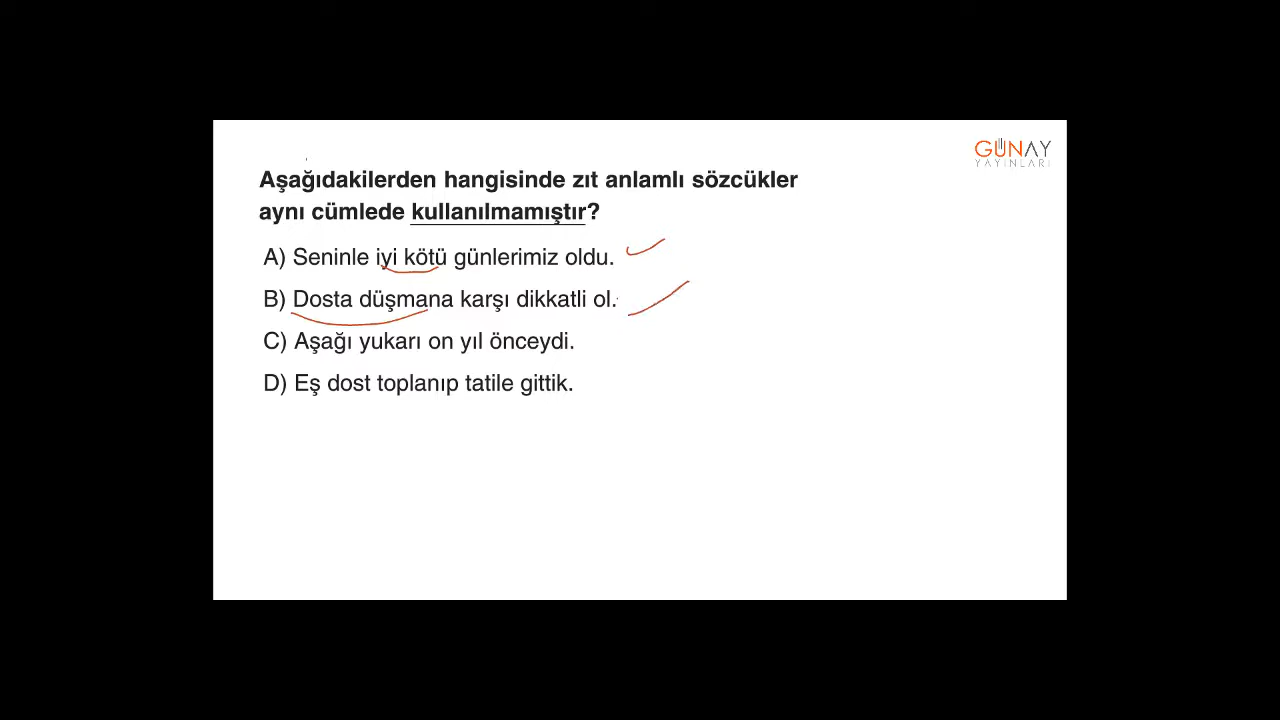 GÜNAY
YAYINLARI
Aşağıdakilerden hangisinde zıt anlamlı sözcükler
aynı cümlede kullanılmamıştır?
A) Seninle iyi kötü günlerimiz oldu.
B) Dosta düşmana karşı dikkatli ol.
C) Aşağı yukarı on yıl önceydi.
D) Eş dost toplanıp tatile gittik.